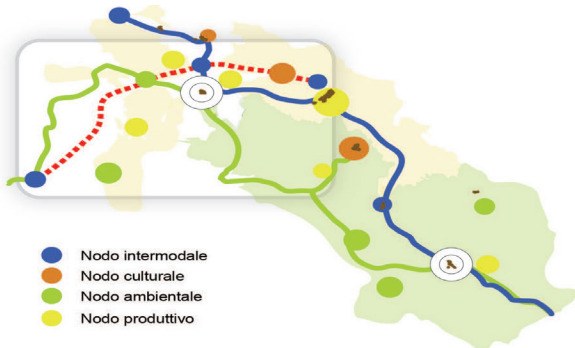 Nodo intermodale
Nodo culturale
Nodo ambientale
Nodo produttivo